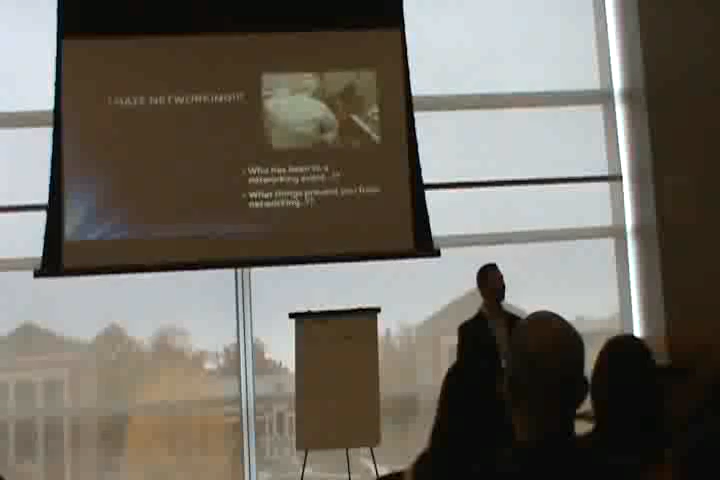 I HATE NETWORKING!!!
- Who has been to a
networking event...?
- What things prevent you from
networking..?